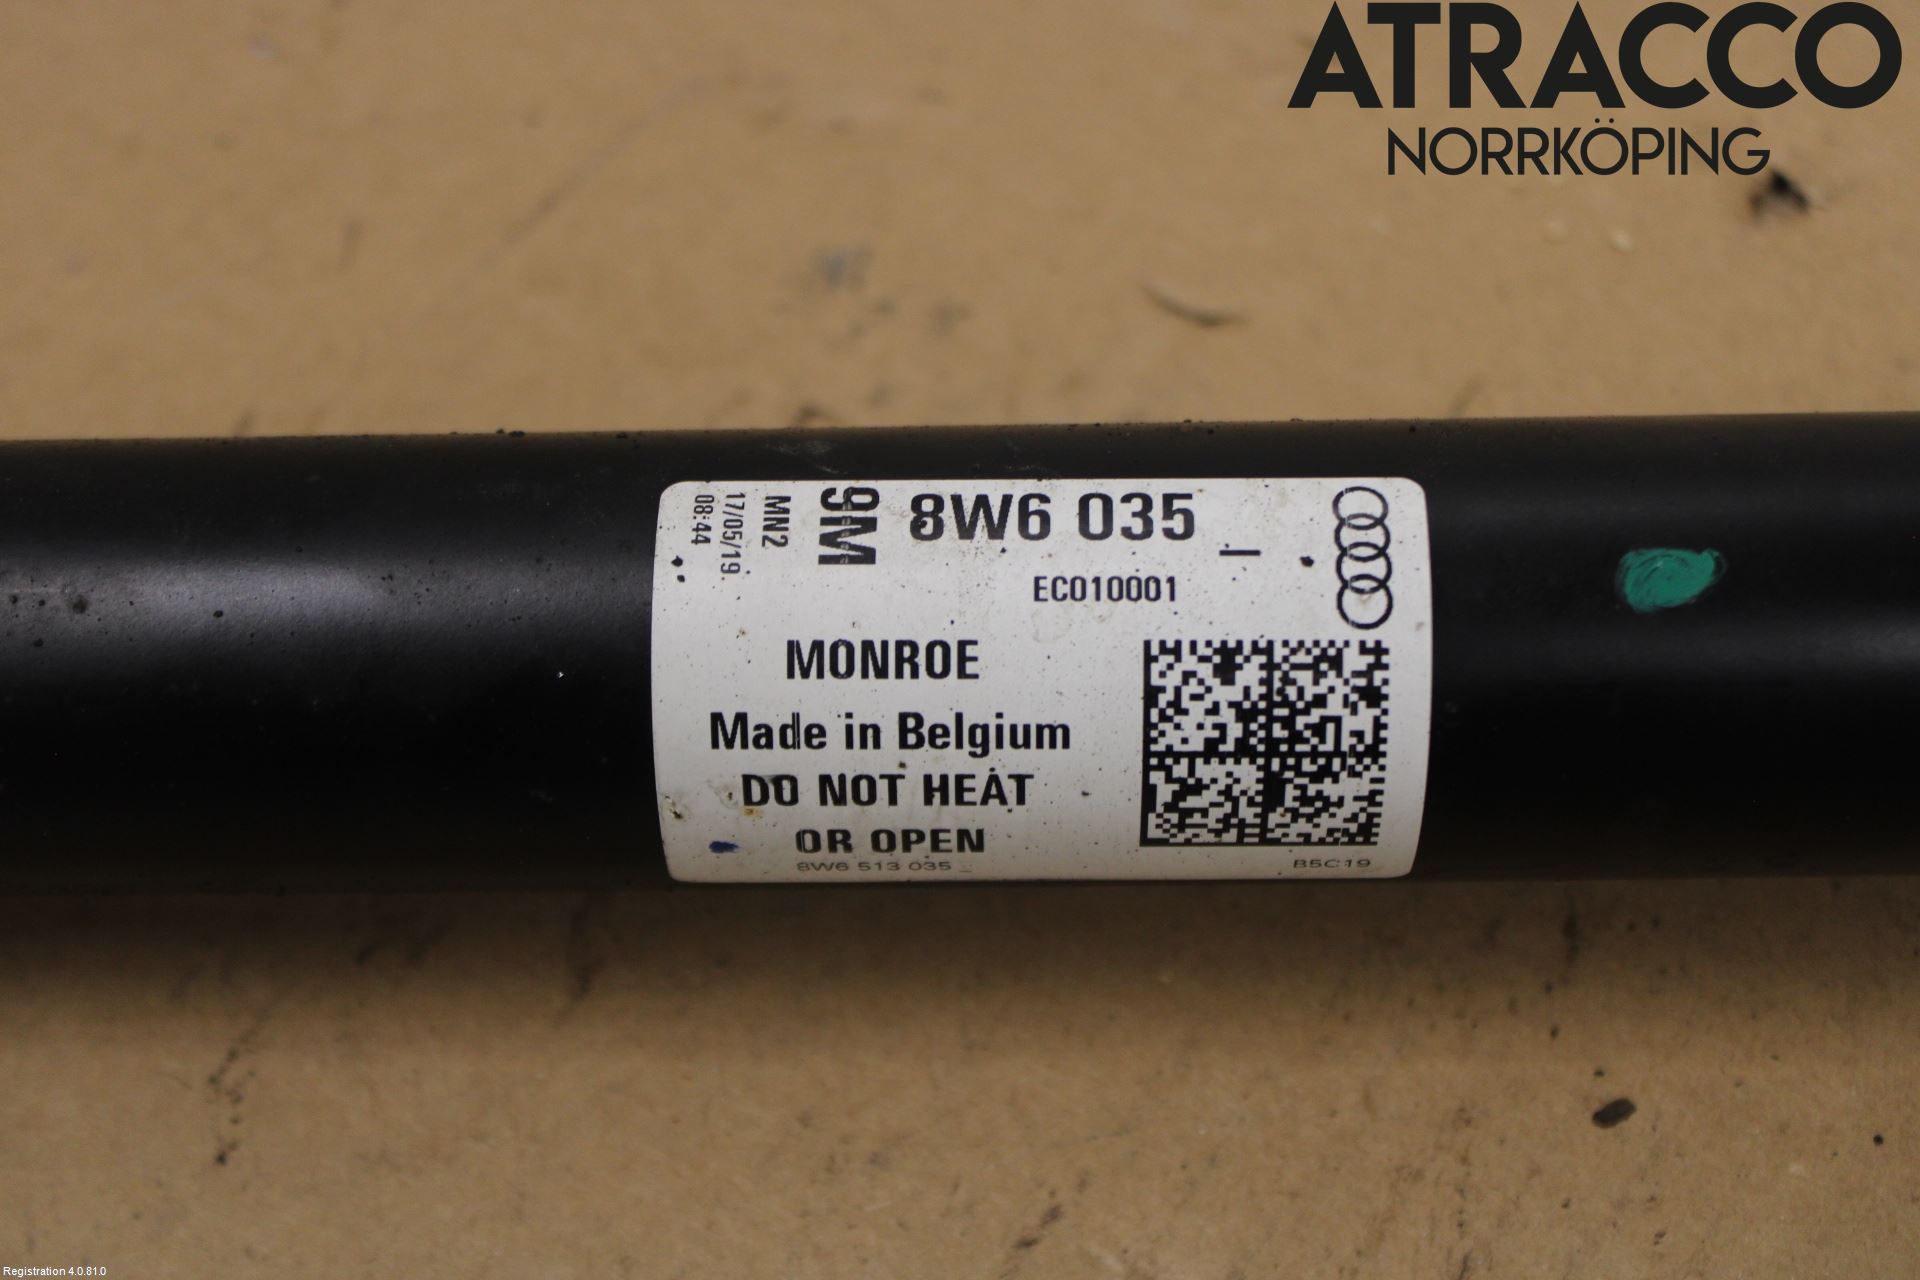 ATRACCO
NORRKÖPING
8W6 035 _
EC010001
9M
MN2
17/05/19
08:44
MONROE
Made in Belgium
DO NOT HEAT
OR OPEN
8W6 513 035 _
B5C19
Registration 4.0.81.0